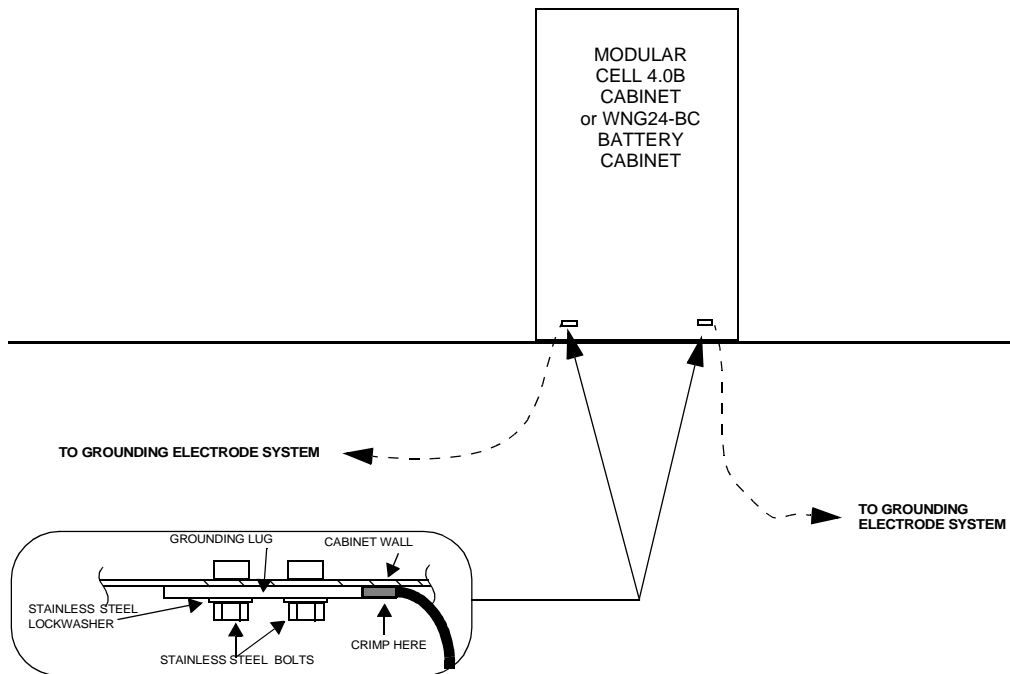 MODULAR
CELL 4.0B
CABINET
or WNG24-BC
BATTERY
CABINET
TO GROUNDING ELECTRODE SYSTEM
TO GROUNDING
ELECTRODE SYSTEM
GROUNDING LUG
CABINET WALL
STAINLESS STEEL
LOCKWASHER
CRIMP HERE
STAINLESS STEEL BOLTS